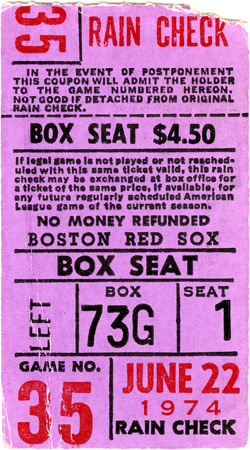 35 RAIN CHECK
IN THE EVENT OF POSTPONEMENT
THIS COUPON WILL ADMIT THE HOLDER
TO THE GAME NUMBERED HEREON.
NOT GOOD IF DETACHED FROM ORIGINAL
RAIN CHECK.
BOX SEAT $4.50
If legal game is not played or not resched-
uled with this same ticket valid, this rain
check may be exchanged at box office for
a ticket of the same price, if available, for
any future regularly scheduled American
League game of the current season.
NO MONEY REFUNDED
BOSTON RED SOX
BOX SEAT
LEFT
BOX SEAT
73G 1
GAME NO.
35
JUNE 22
1974
RAIN CHECK